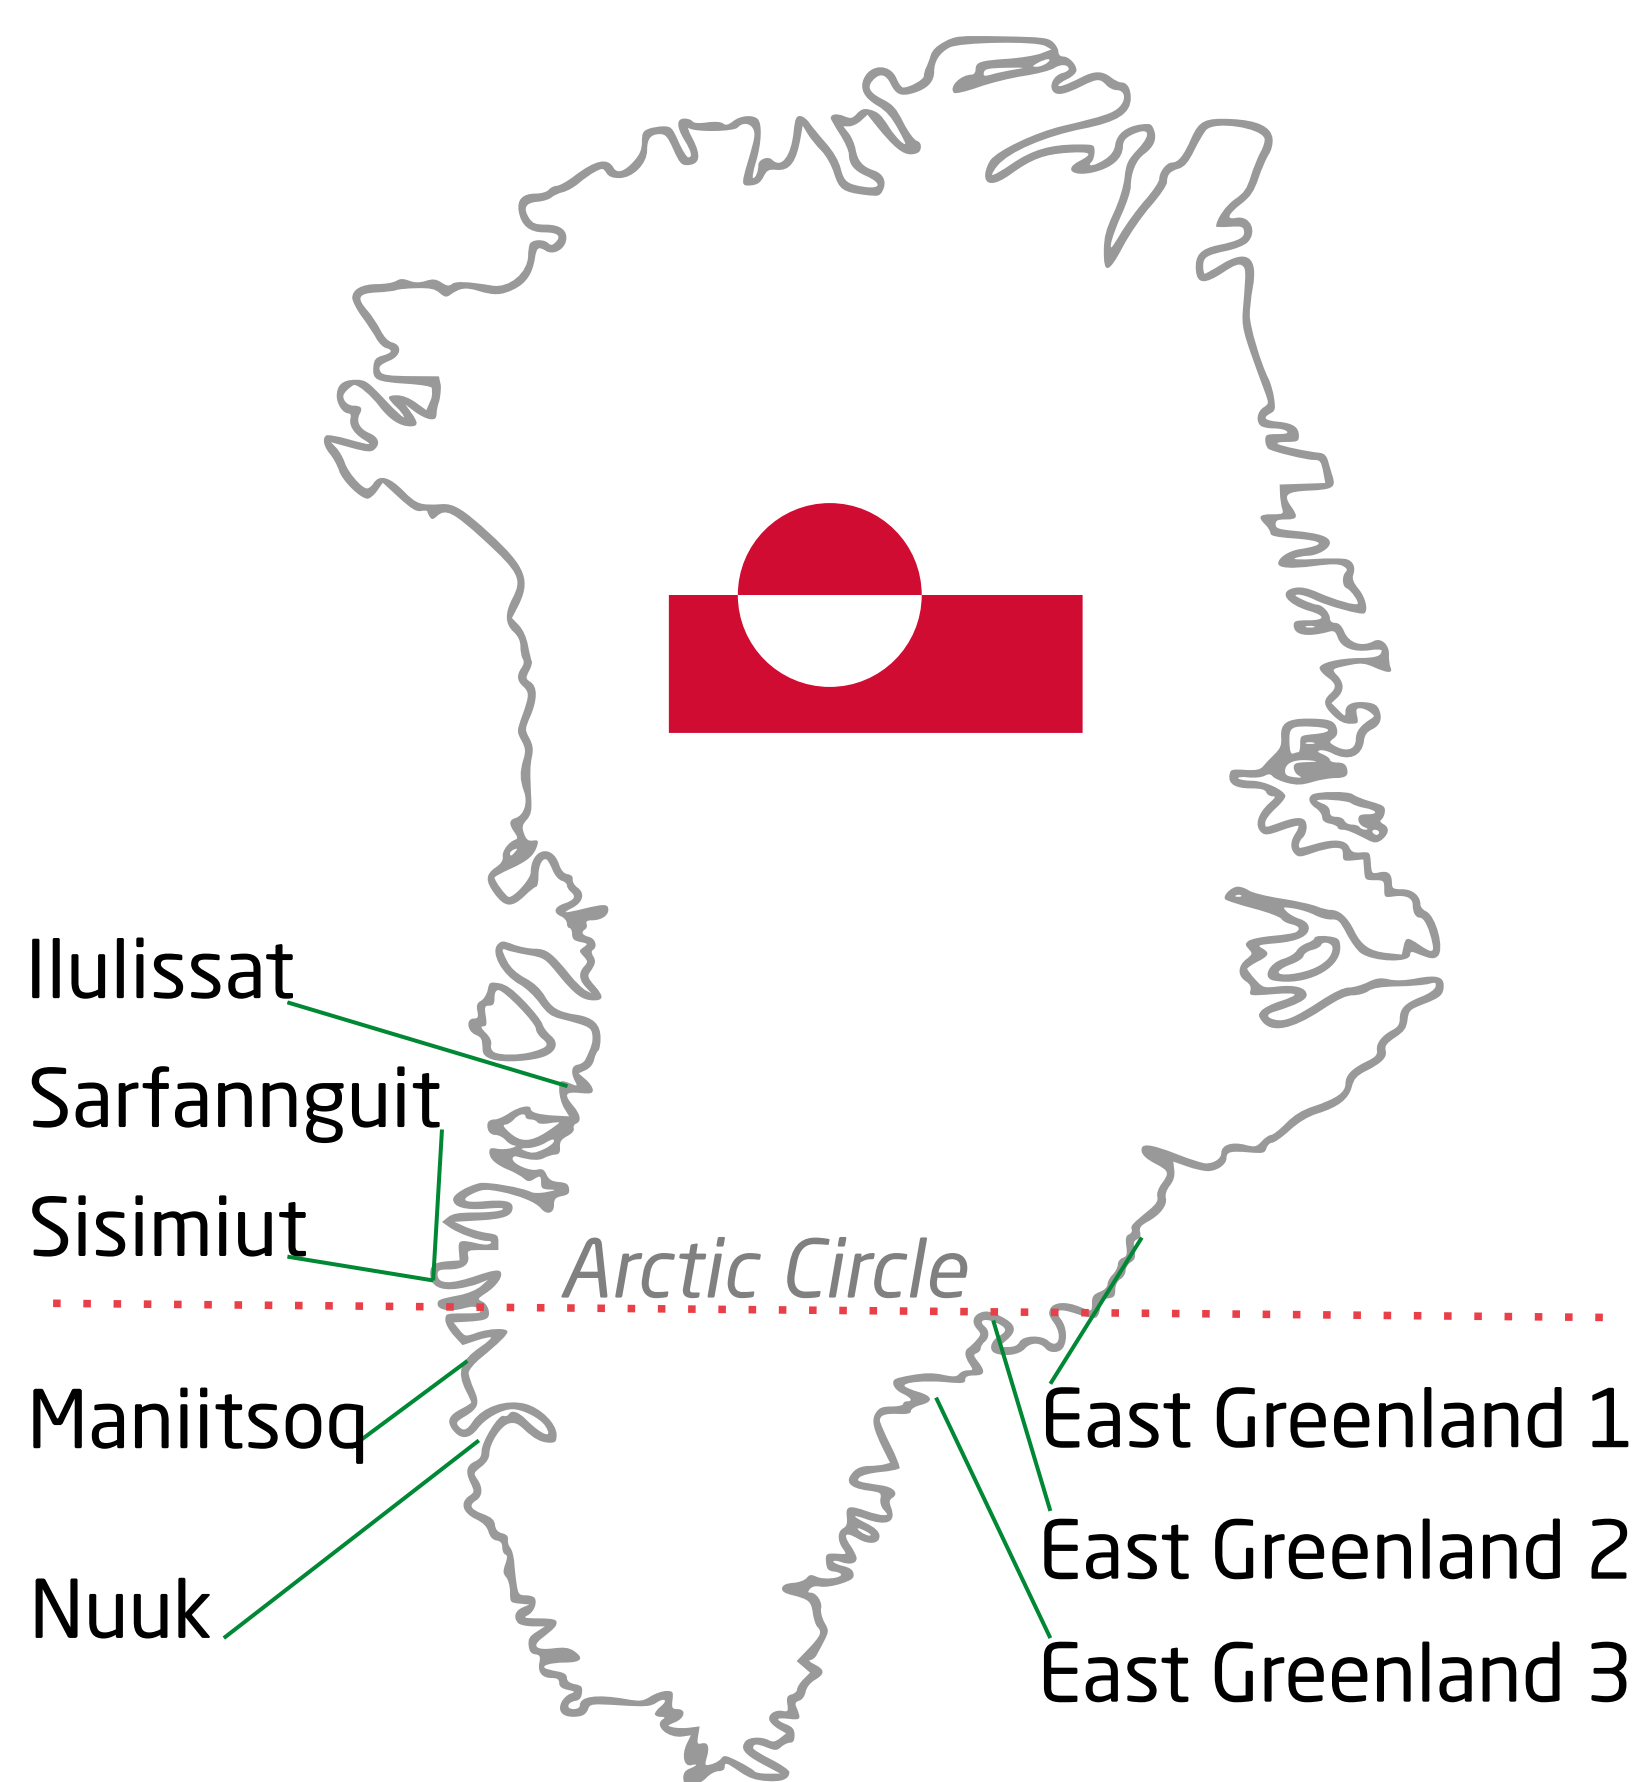 Ilulissat
Sarfannguit
Sisimiut
Arctic Circle
Maniitsoq
East Greenland 1
East Greenland 2
Nuuk
East Greenland 3